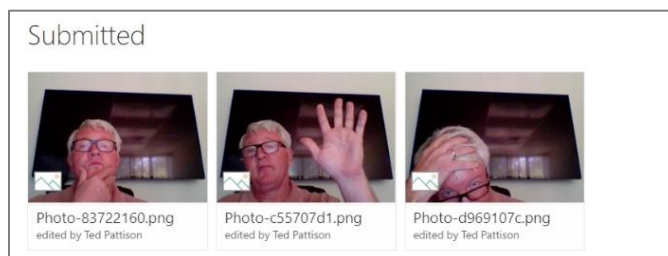 Submitted
Photo-83722160.png
edited by Ted Pattison
Photo-c55707d1.png
edited by Ted Pattison
Photo-d969107c.png
edited by Ted Pattison